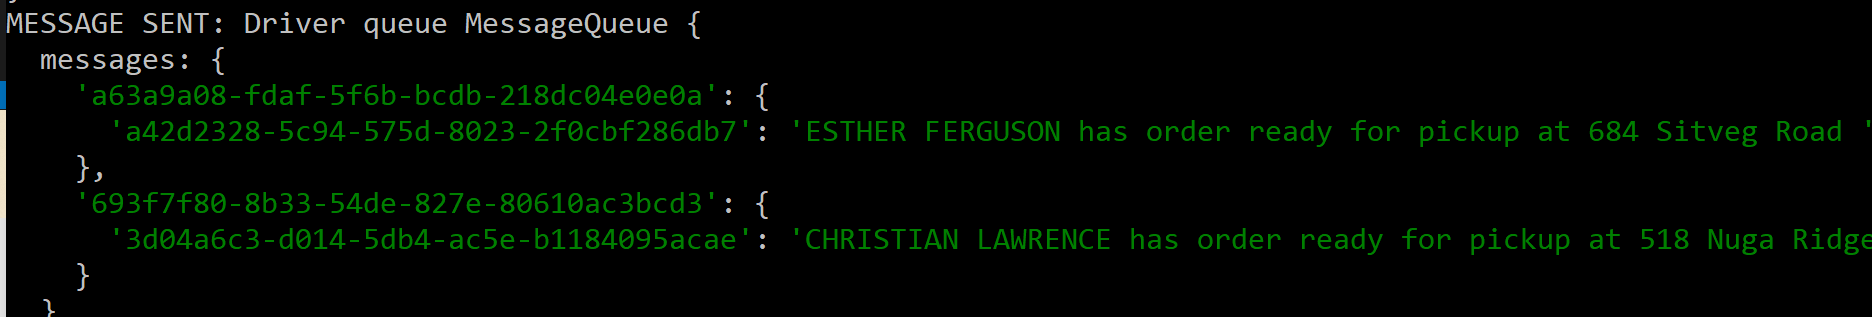 MESSAGE SENT: Driver queue MessageQueue {
messages: {
'a63a9a08-fdaf-5f6b-bcdb-218dc04e0e0a': {
'a42d2328-5c94-575d-8023-2f0cbf286db7': 'ESTHER FERGUSON has order ready for pickup at 684 Sitveg Road '
},
'693f7f80-8b33-54de-827e-80610ac3bcd3': {
'3d04a6c3-d014-5db4-ac5e-b1184095acae': 'CHRISTIAN LAWRENCE has order ready for pickup at 518 Nuga Ridge
}
}